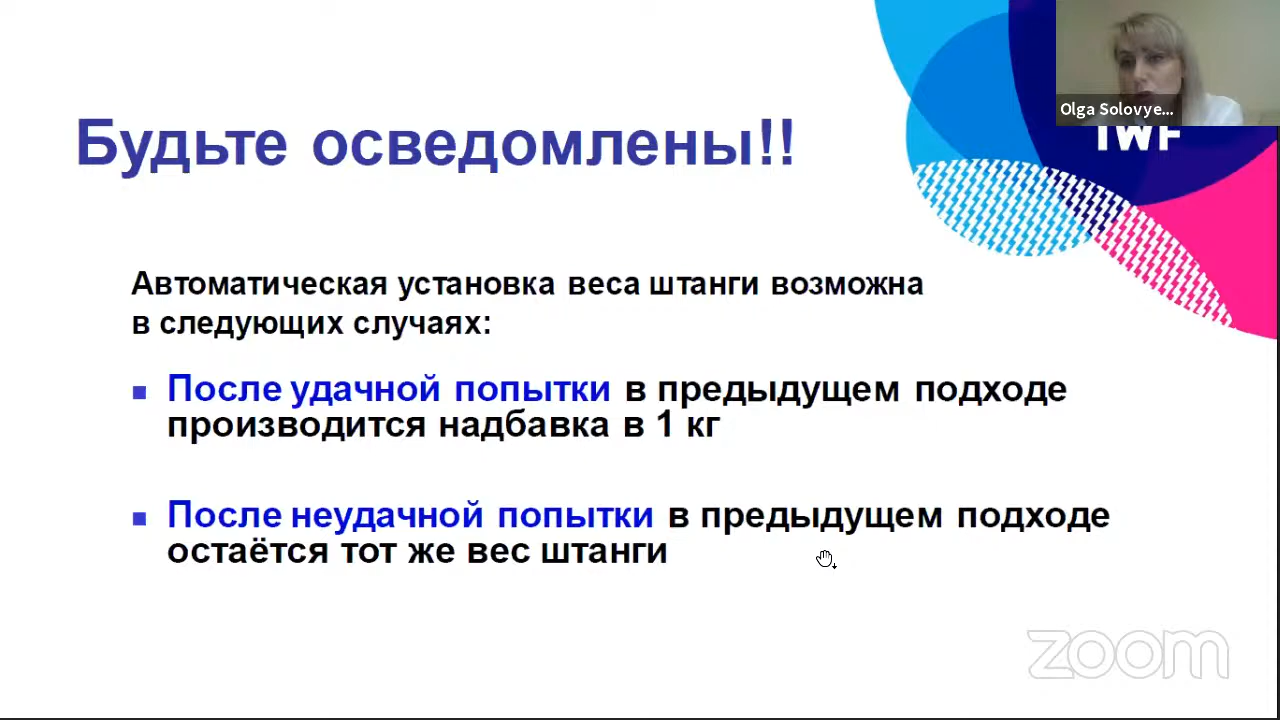 Olga Solovye...
IWF
Будьте осведомлены!!
Автоматическая установка веса штанги возможна
в следующих случаях:
После удачной попытки в предыдущем подходе
производится надбавка в 1 кг
После неудачной попытки в предыдущем подходе
остаётся тот же вес штанги
zoom